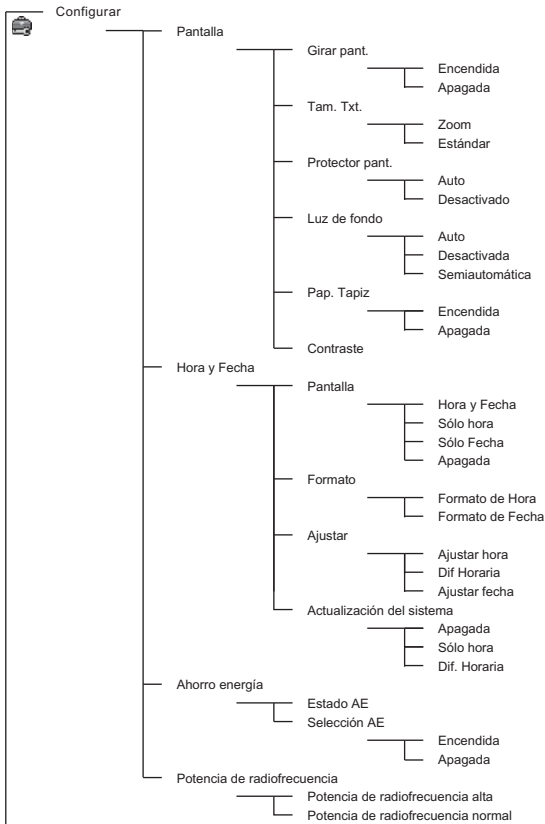 Configurar
Pantalla
Girar pant.
Encendida
Apagada
Tam. Txt.
Zoom
Estándar
Protector pant.
Auto
Desactivado
Luz de fondo
Auto
Desactivada
Semiautomática
Pap. Tapiz
Encendida
Apagada
Contraste
Hora y Fecha
Pantalla
Hora y Fecha
Sólo hora
Sólo Fecha
Apagada
Formato
Formato de Hora
Formato de Fecha
Ajustar
Ajustar hora
Dif Horaria
Ajustar fecha
Actualización del sistema
Apagada
Sólo hora
Dif. Horaria
Ahorro energía
Estado AE
Selección AE
Encendida
Apagada
Potencia de radiofrecuencia
Potencia de radiofrecuencia alta
Potencia de radiofrecuencia normal